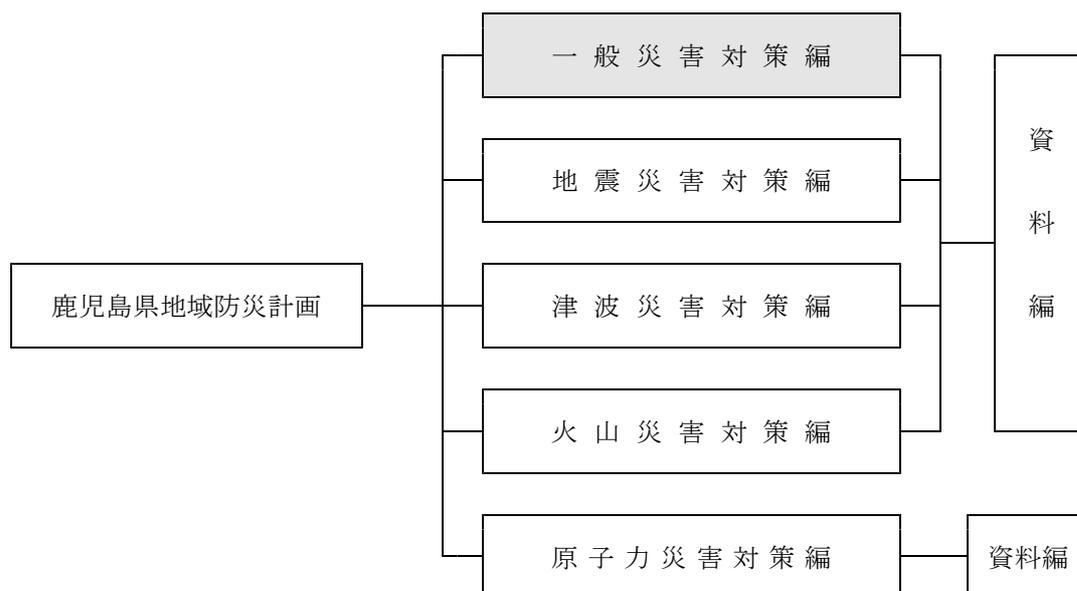 一般災害対策編
地震災害対策編
鹿児島県地域防災計画
津波災害対策編
火山災害対策編
資料編
原子力災害対策編
資料編